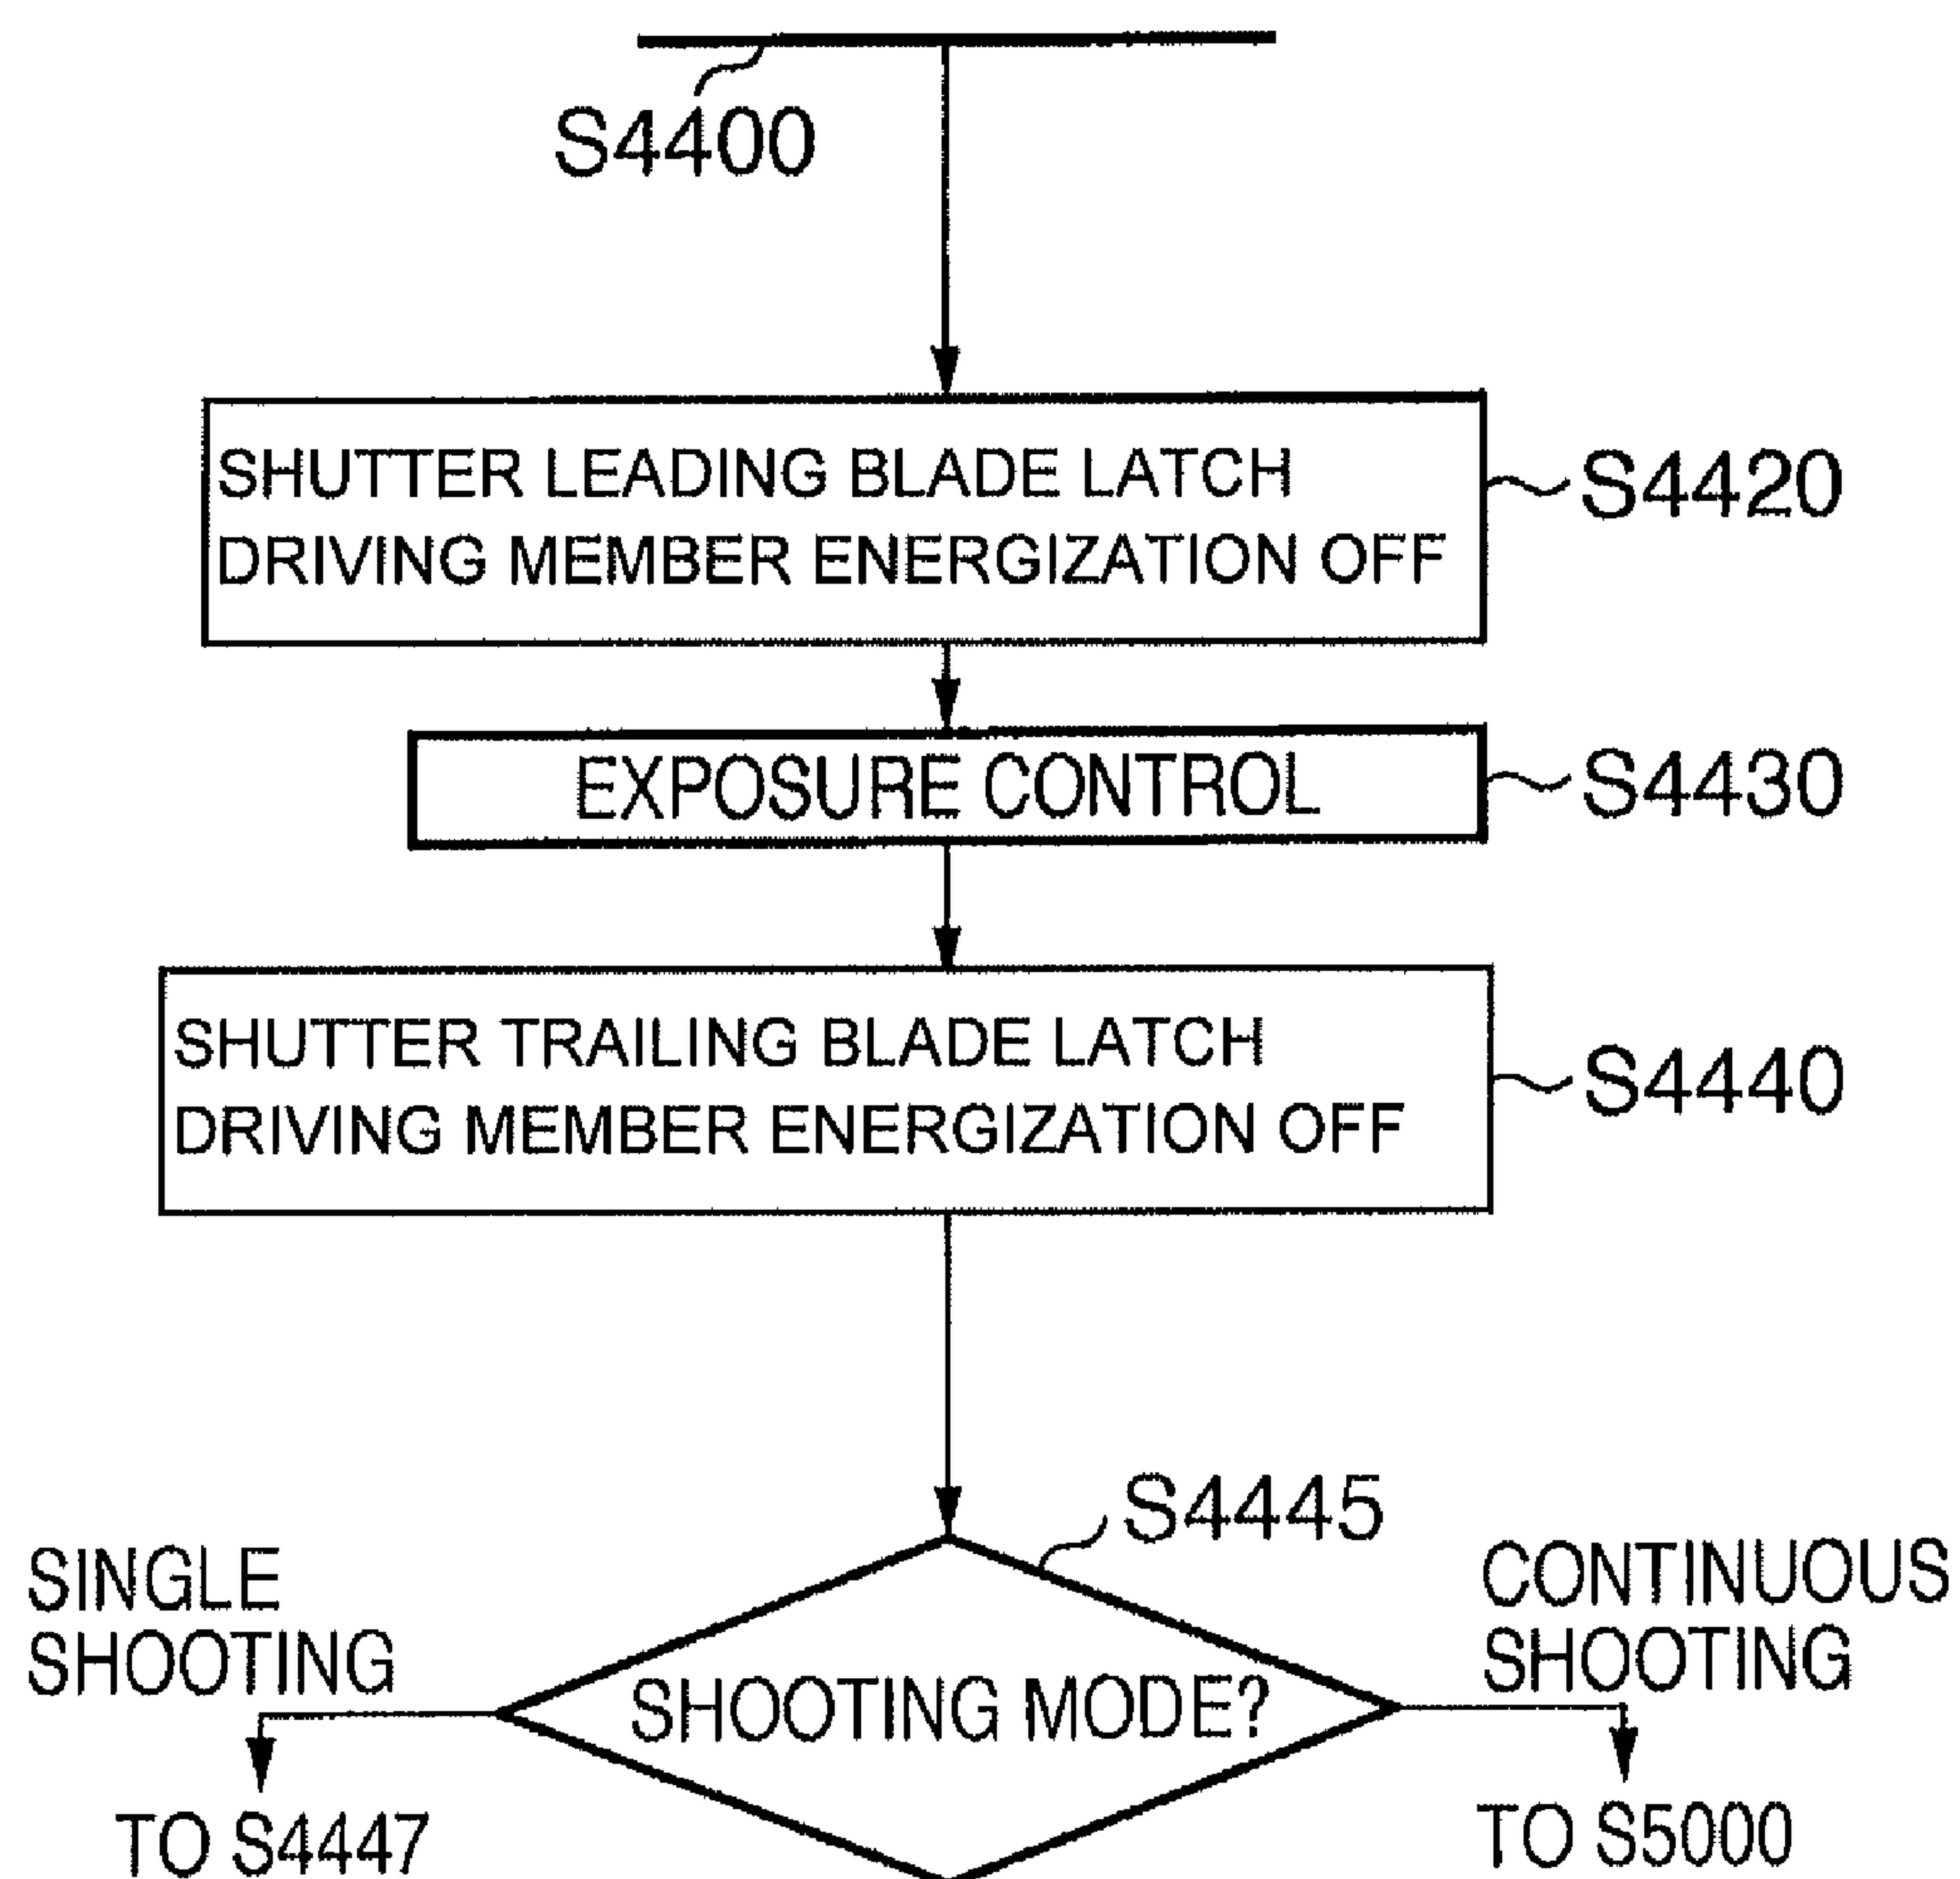 S4400
SHUTTER LEADING BLADE LATCH
DRIVING MEMBER ENERGIZATION OFF
S4420
EXPOSURE CONTROL
S4430
SHUTTER TRAILING BLADE LATCH
DRIVING MEMBER ENERGIZATION OFF
S4440
S4445
SINGLE
SHOOTING
SHOOTING MODE?
CONTINUOUS
SHOOTING
TO S4447
TO S5000